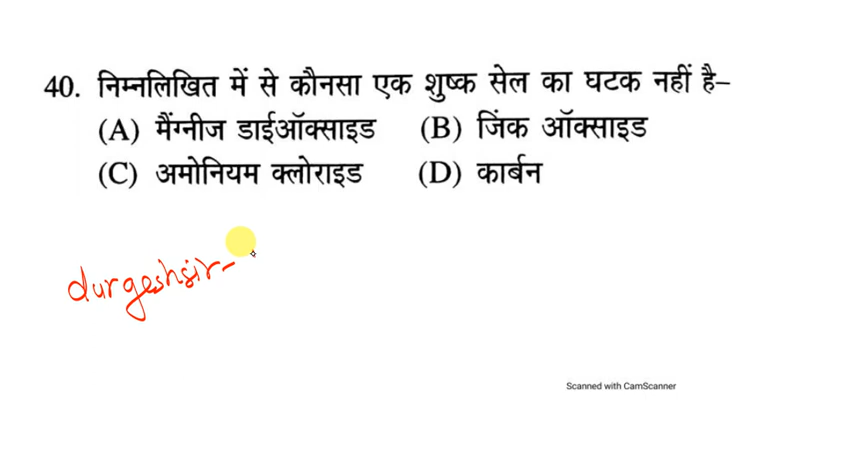 40. निम्नलिखित में से कौनसा एक शुष्क सेल का घटक नहीं है–
(A) मैंग्नीज डाईऑक्साइड (B) जिंक ऑक्साइड
(C) अमोनियम क्लोराइड (D) कार्बन
durgeshsir-
Scanned with CamScanner